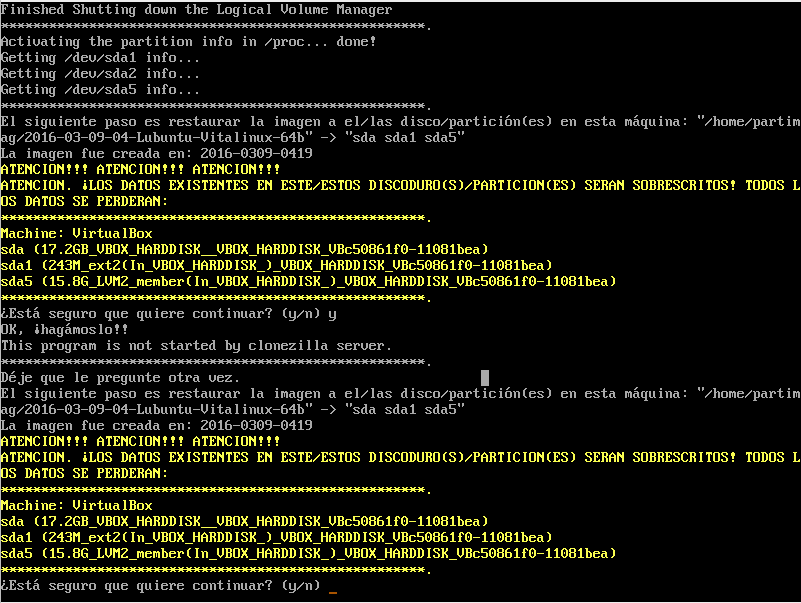 Finished Shutting down the Logical Volume Manager
*****************************************************.
Activating the partition info in /proc... done!
Getting /dev/sda1 info...
Getting /dev/sda2 info...
Getting /dev/sda5 info...
*****************************************************.
El siguiente paso es restaurar la imagen a el/las disco/partición(es) en esta máquina: "/home/partim
ag/2016-03-09-04-Lubuntu-Vitalinux-64b" -> "sda sda1 sda5"
La imagen fue creada en: 2016-0309-0419
ATENCION!!! ATENCION!!! ATENCION!!!
ATENCION. ¡LOS DATOS EXISTENTES EN ESTE/ESTOS DISCODURO(S)/PARTICION(ES) SERAN SOBRESCRITOS! TODOS L
OS DATOS SE PERDERAN:
*****************************************************.
Machine: VirtualBox
sda (17.2GB_VBOX_HARDDISK__VBOX_HARDDISK_VBc50861f0-11081bea)
sda1 (243M_ext2(In_VBOX_HARDDISK_)_VBOX_HARDDISK_VBc50861f0-11081bea)
sda5 (15.8G_LVM2_member(In_VBOX_HARDDISK_)_VBOX_HARDDISK_VBc50861f0-11081bea)
*****************************************************.
¿Está seguro que quiere continuar? (y/n) y
OK, ¡hagámoslo!!
This program is not started by clonezilla server.
*****************************************************.
Déje que le pregunte otra vez.
El siguiente paso es restaurar la imagen a el/las disco/partición(es) en esta máquina: "/home/partim
ag/2016-03-09-04-Lubuntu-Vitalinux-64b" -> "sda sda1 sda5"
La imagen fue creada en: 2016-0309-0419
ATENCION!!! ATENCION!!! ATENCION!!!
ATENCION. ¡LOS DATOS EXISTENTES EN ESTE/ESTOS DISCODURO(S)/PARTICION(ES) SERAN SOBRESCRITOS! TODOS L
OS DATOS SE PERDERAN:
*****************************************************.
Machine: VirtualBox
sda (17.2GB_VBOX_HARDDISK__VBOX_HARDDISK_VBc50861f0-11081bea)
sda1 (243M_ext2(In_VBOX_HARDDISK_)_VBOX_HARDDISK_VBc50861f0-11081bea)
sda5 (15.8G_LVM2_member(In_VBOX_HARDDISK_)_VBOX_HARDDISK_VBc50861f0-11081bea)
*****************************************************.
¿Está seguro que quiere continuar? (y/n) _